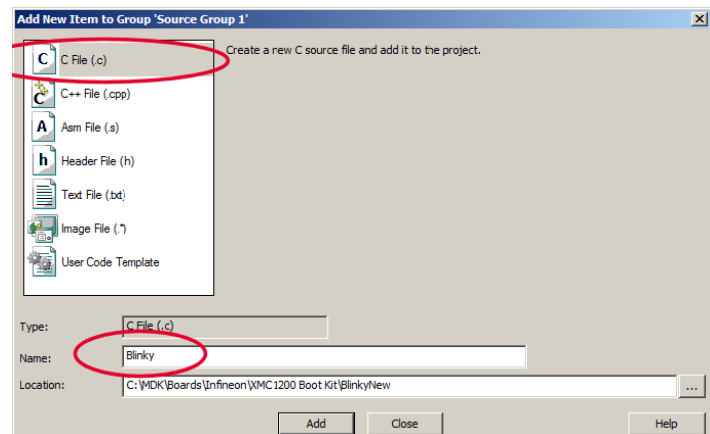 Add New Item to Group 'Source Group 1'
C File (.c)
Create a new C source file and add it to the project.
C++ File (.cpp)
Asm File (.s)
Header File (h)
Text File (.txt)
Image File (.*)
User Code Template
Type:
C File (.c)
Name:
Blinky
Location:
C:\MDK\Boards\Infineon\XMC1200 Boot Kit\BlinkyNew
...
Add
Close
Help